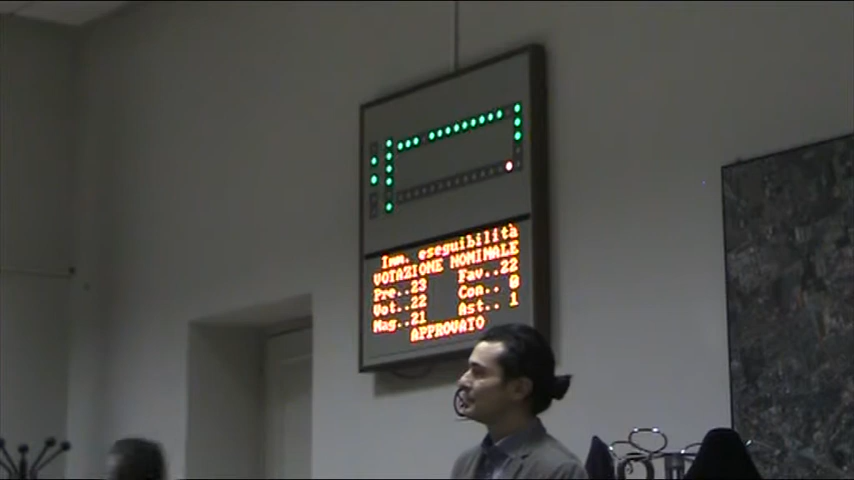 Imm. eseguibilità
VOTAZIONE NOMINALE
Pre..23 Fav..22
Vot..22 Con.. 0
Mag..21 Ast.. 1
APPROVATO